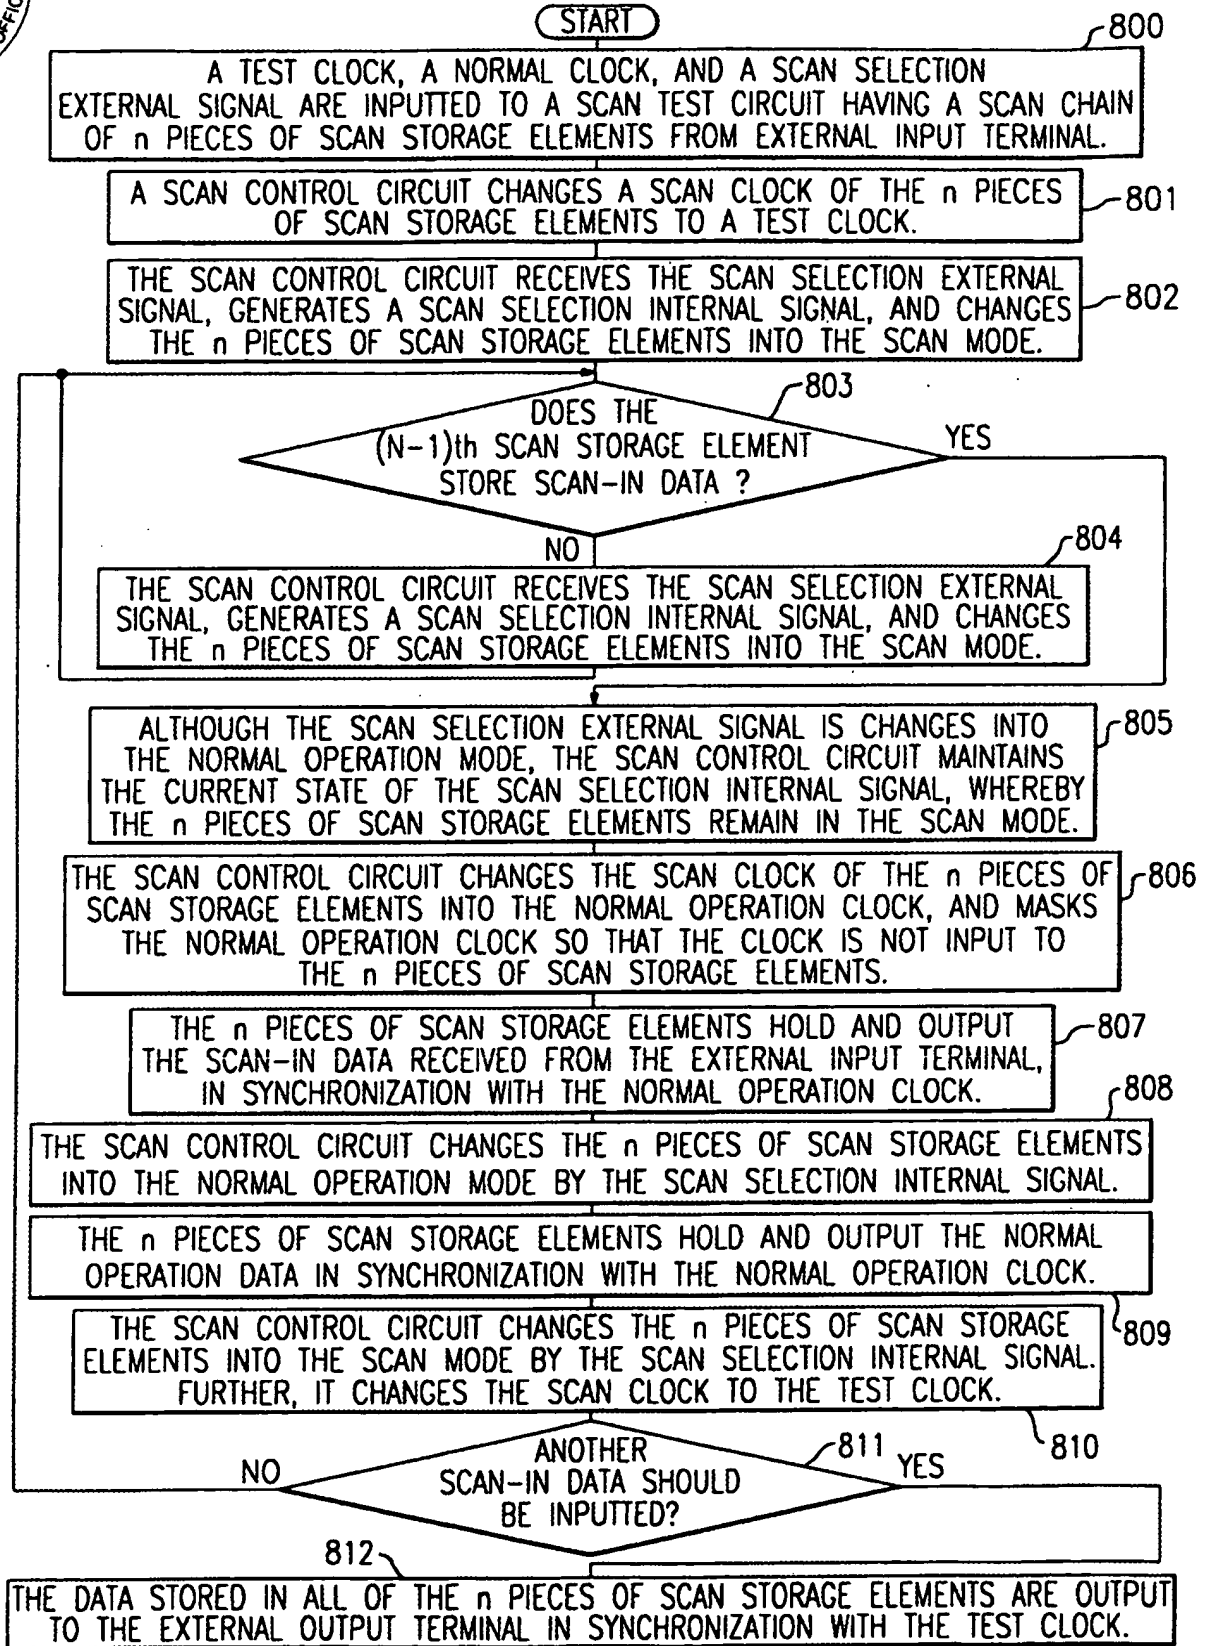 OFFIC
START
800
A TEST CLOCK, A NORMAL CLOCK, AND A SCAN SELECTION
EXTERNAL SIGNAL ARE INPUTTED TO A SCAN TEST CIRCUIT HAVING A SCAN CHAIN
OF n PIECES OF SCAN STORAGE ELEMENTS FROM EXTERNAL INPUT TERMINAL.
A SCAN CONTROL CIRCUIT CHANGES A SCAN CLOCK OF THE n PIECES
OF SCAN STORAGE ELEMENTS TO A TEST CLOCK.
801
THE SCAN CONTROL CIRCUIT RECEIVES THE SCAN SELECTION EXTERNAL
SIGNAL, GENERATES A SCAN SELECTION INTERNAL SIGNAL, AND CHANGES
THE n PIECES OF SCAN STORAGE ELEMENTS INTO THE SCAN MODE.
802
803
DOES THE
(N-1)th SCAN STORAGE ELEMENT
STORE SCAN-IN DATA ?
YES
NO
804
THE SCAN CONTROL CIRCUIT RECEIVES THE SCAN SELECTION EXTERNAL
SIGNAL, GENERATES A SCAN SELECTION INTERNAL SIGNAL, AND CHANGES
THE n PIECES OF SCAN STORAGE ELEMENTS INTO THE SCAN MODE.
ALTHOUGH THE SCAN SELECTION EXTERNAL SIGNAL IS CHANGES INTO
THE NORMAL OPERATION MODE, THE SCAN CONTROL CIRCUIT MAINTAINS
THE CURRENT STATE OF THE SCAN SELECTION INTERNAL SIGNAL, WHEREBY
THE n PIECES OF SCAN STORAGE ELEMENTS REMAIN IN THE SCAN MODE.
805
THE SCAN CONTROL CIRCUIT CHANGES THE SCAN CLOCK OF THE n PIECES OF
SCAN STORAGE ELEMENTS INTO THE NORMAL OPERATION CLOCK, AND MASKS
THE NORMAL OPERATION CLOCK SO THAT THE CLOCK IS NOT INPUT TO
THE n PIECES OF SCAN STORAGE ELEMENTS.
806
THE n PIECES OF SCAN STORAGE ELEMENTS HOLD AND OUTPUT
THE SCAN-IN DATA RECEIVED FROM THE EXTERNAL INPUT TERMINAL,
IN SYNCHRONIZATION WITH THE NORMAL OPERATION CLOCK.
807
808
THE SCAN CONTROL CIRCUIT CHANGES THE n PIECES OF SCAN STORAGE ELEMENTS
INTO THE NORMAL OPERATION MODE BY THE SCAN SELECTION INTERNAL SIGNAL.
THE n PIECES OF SCAN STORAGE ELEMENTS HOLD AND OUTPUT THE NORMAL
OPERATION DATA IN SYNCHRONIZATION WITH THE NORMAL OPERATION CLOCK.
809
THE SCAN CONTROL CIRCUIT CHANGES THE n PIECES OF SCAN STORAGE
ELEMENTS INTO THE SCAN MODE BY THE SCAN SELECTION INTERNAL SIGNAL.
FURTHER, IT CHANGES THE SCAN CLOCK TO THE TEST CLOCK.
810
811
ANOTHER
SCAN-IN DATA SHOULD
BE INPUTTED?
NO
YES
812
THE DATA STORED IN ALL OF THE n PIECES OF SCAN STORAGE ELEMENTS ARE OUTPUT
TO THE EXTERNAL OUTPUT TERMINAL IN SYNCHRONIZATION WITH THE TEST CLOCK.